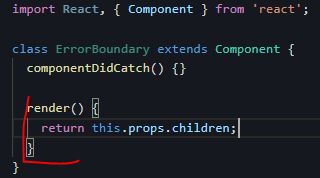 import React, { Component } from 'react';
class ErrorBoundary extends Component {
componentDidCatch() {}
render() {
return this.props.children;
}
}